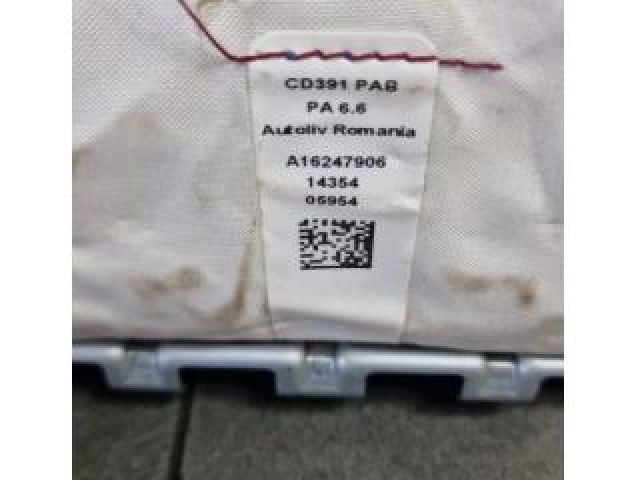 CD391 PAB
PA 6.6
Autoliv Romania
A16247906
14354
05954